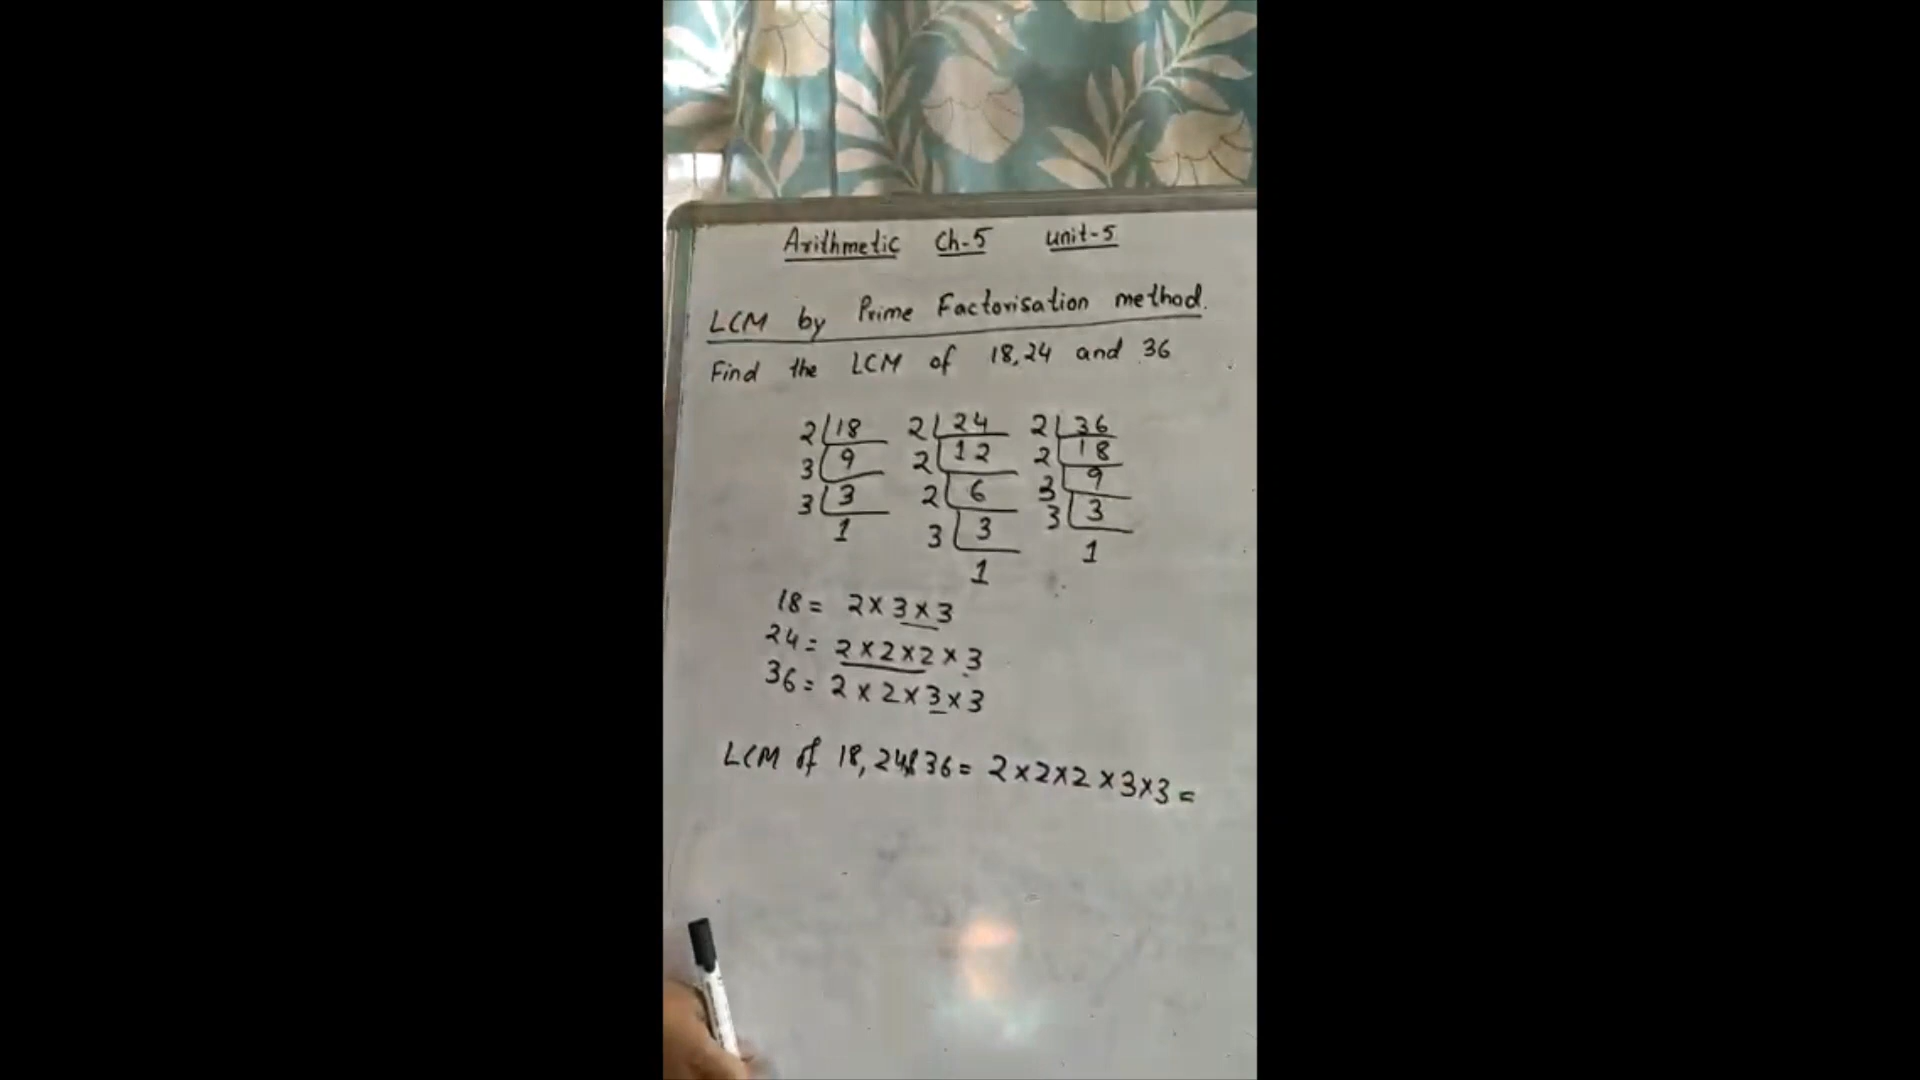 Arithmetic Ch-5 unit-5
LCM by Prime Factorisation method.
Find the LCM of 18,24 and 36
2 18 2 24 2 36
3 9 2 12 2 18
3 3 2 6 3 9
1 3 3 3 3
1 1
18 = 2 × 3 × 3
24 = 2 × 2 × 2 × 3
36 = 2 × 2 × 3 × 3
LCM of 18, 24 & 36 = 2 × 2 × 2 × 3 × 3 =